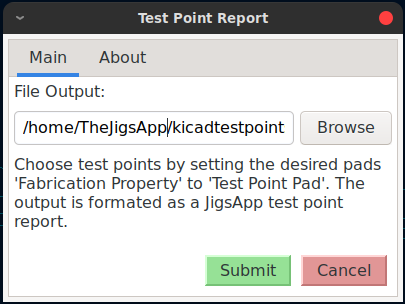 Test Point Report
Main About
File Output:
/home/TheJigsApp/kicadtestpoint Browse
Choose test points by setting the desired pads
'Fabrication Property' to 'Test Point Pad'. The
output is formated as a JigsApp test point
report.
Submit Cancel